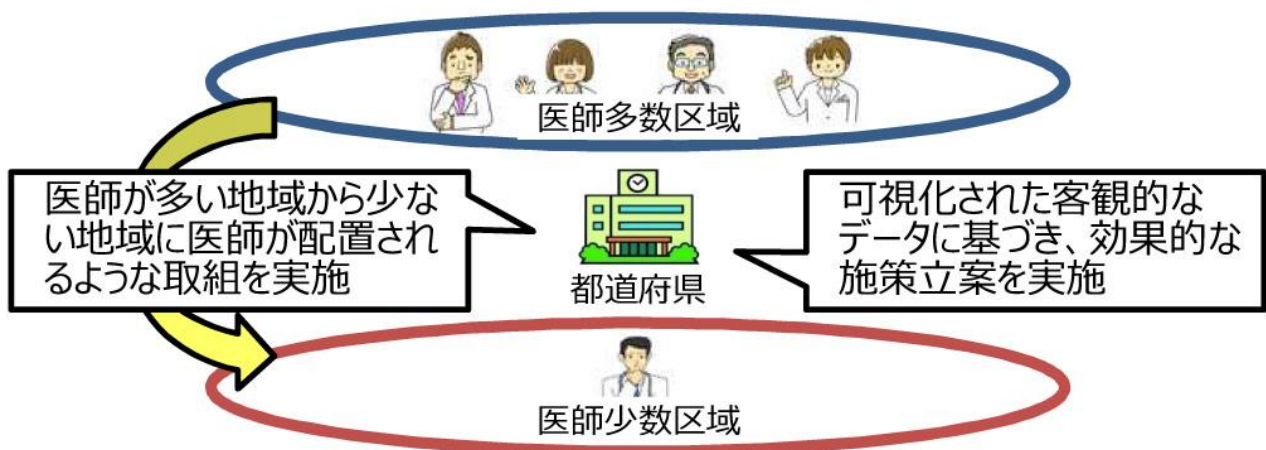 医師多数区域
医師が多い地域から少な
い地域に医師が配置され
るような取組を実施
都道府県
可視化された客観的な
データに基づき、効果的な
施策立案を実施
医師少数区域